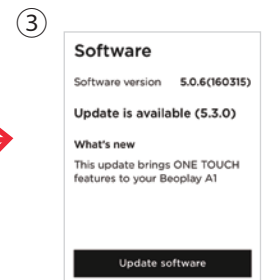 ③
Software
Software version 5.0.6(160315)
Update is available (5.3.0)
What's new
This update brings ONE TOUCH
features to your Beoplay A1
Update software